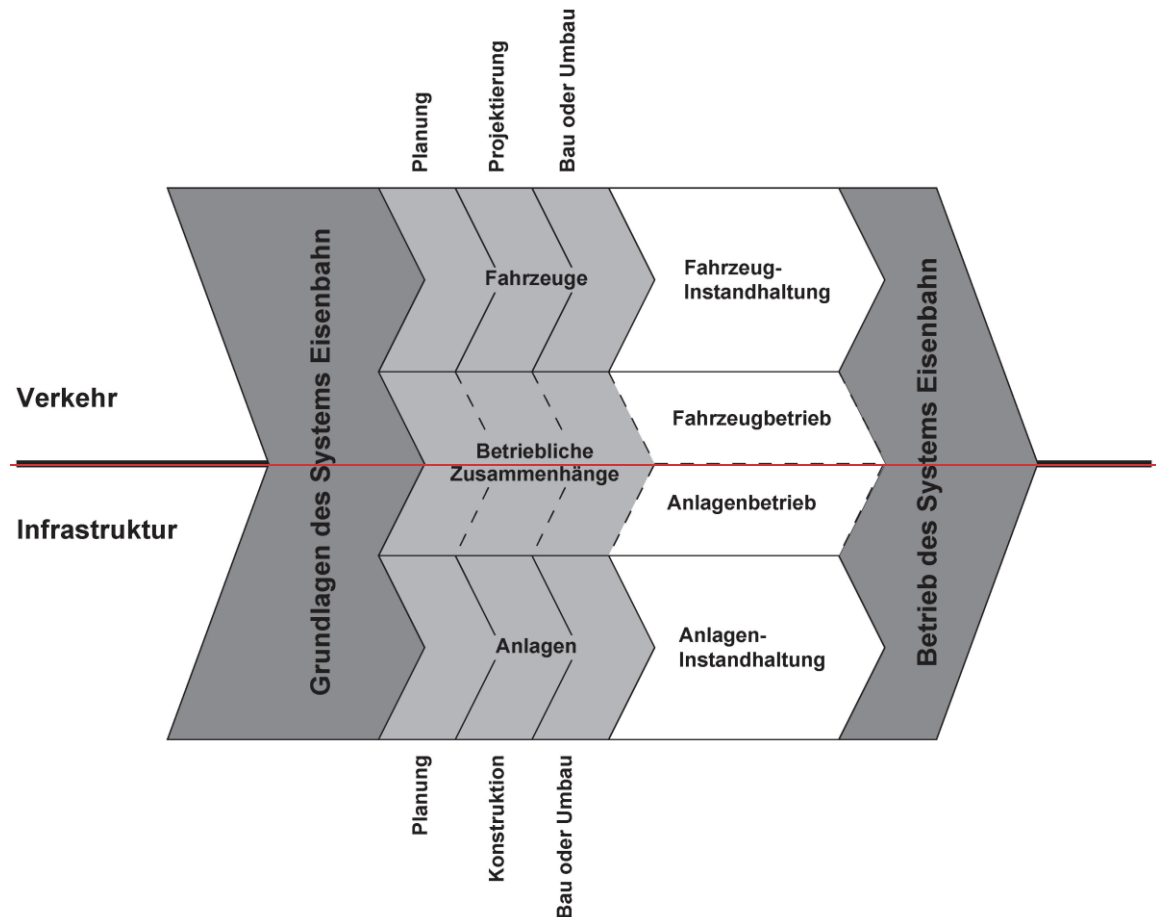 Planung
Projektierung
Bau oder Umbau
Verkehr
Infrastruktur
Grundlagen des Systems Eisenbahn
Fahrzeuge
Betriebliche
Zusammenhänge
Anlagen
Fahrzeug-
Instandhaltung
Fahrzeugbetrieb
Anlagenbetrieb
Anlagen-
Instandhaltung
Betrieb des Systems Eisenbahn
Planung
Konstruktion
Bau oder Umbau